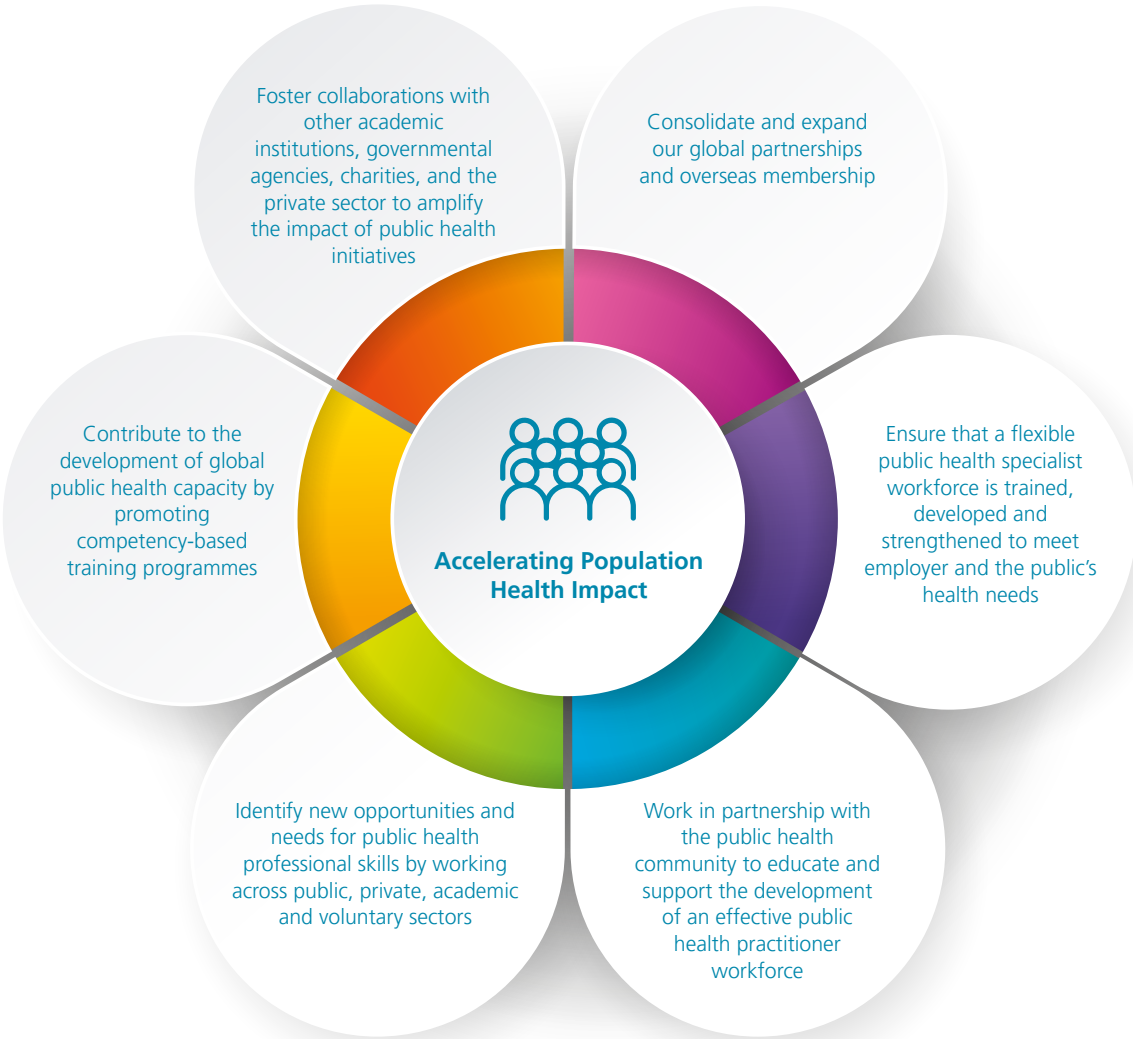 Foster collaborations with
other academic
institutions, governmental
agencies, charities, and the
private sector to amplify
the impact of public health
initiatives
Consolidate and expand
our global partnerships
and overseas membership
Contribute to the
development of global
public health capacity by
promoting
competency-based
training programmes
Accelerating Population
Health Impact
Ensure that a flexible
public health specialist
workforce is trained,
developed and
strengthened to meet
employer and the public’s
health needs
Identify new opportunities and
needs for public health
professional skills by working
across public, private, academic
and voluntary sectors
Work in partnership with
the public health
community to educate and
support the development
of an effective public
health practitioner
workforce